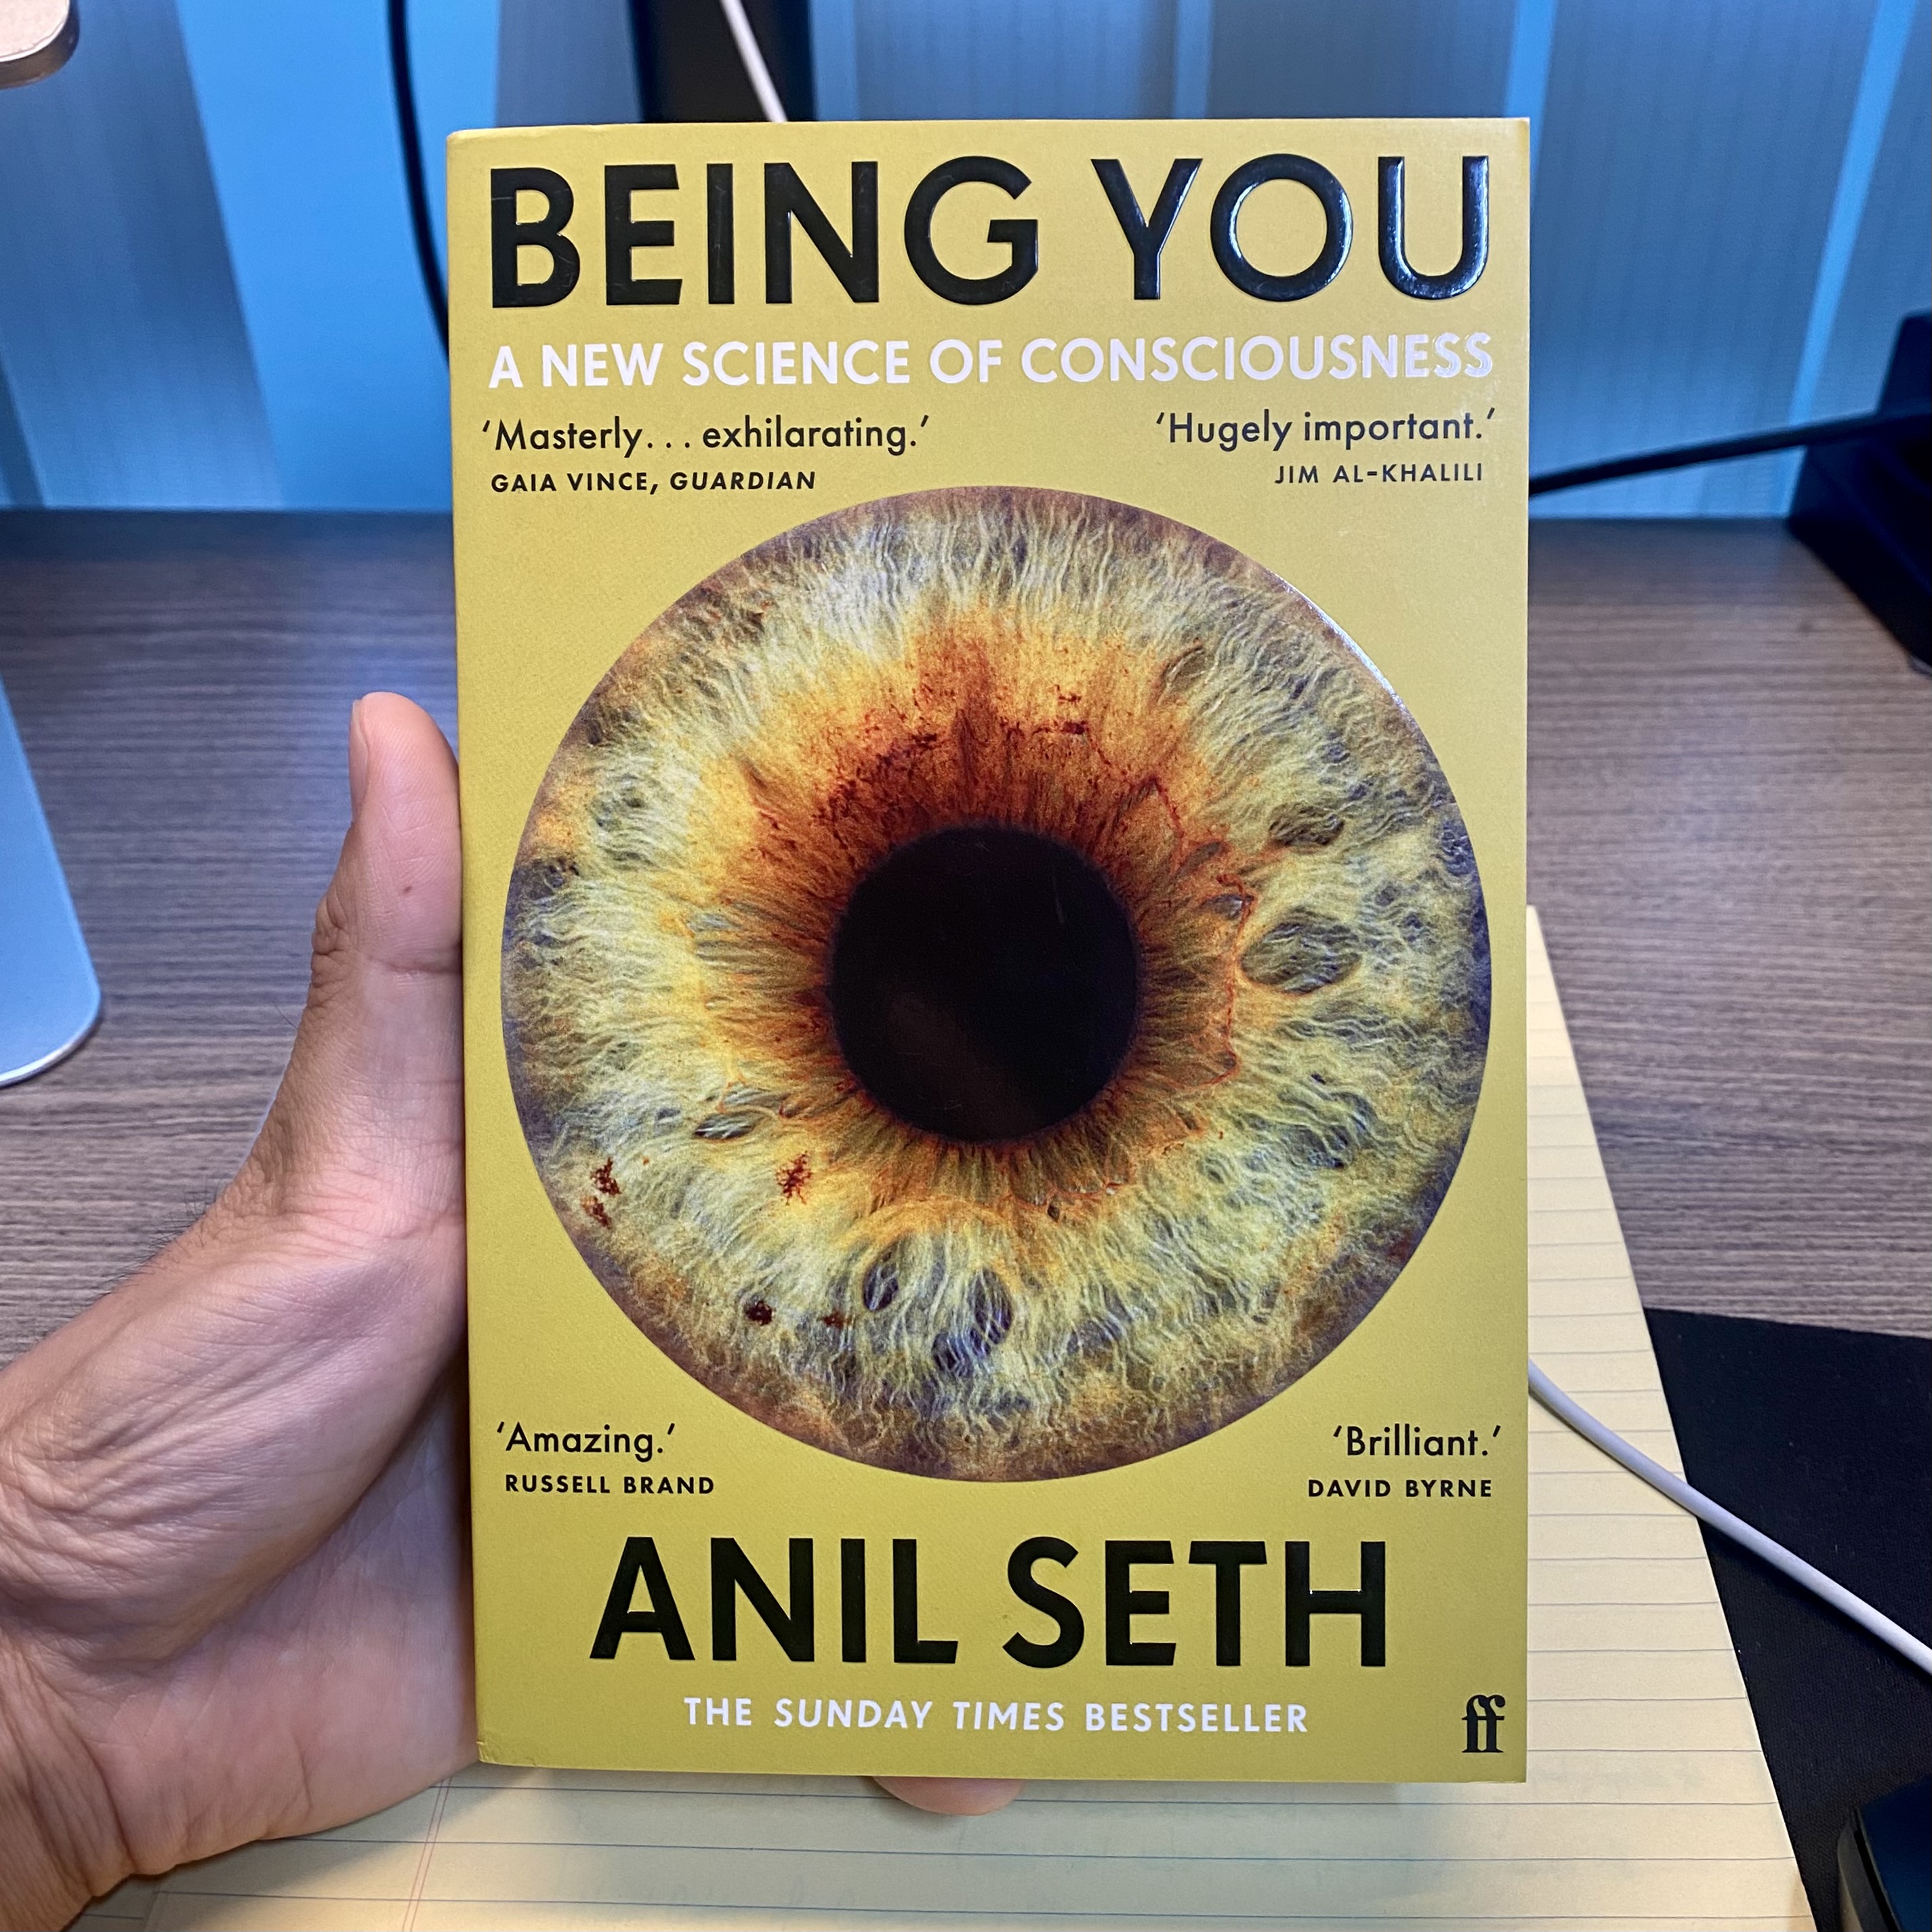 BEING YOU
A NEW SCIENCE OF CONSCIOUSNESS
‘Masterly. . . exhilarating.’
GAIA VINCE, GUARDIAN
‘Hugely important.’
JIM AL-KHALILI
‘Amazing.’
RUSSELL BRAND
‘Brilliant.’
DAVID BYRNE
ANIL SETH
THE SUNDAY TIMES BESTSELLER
ff